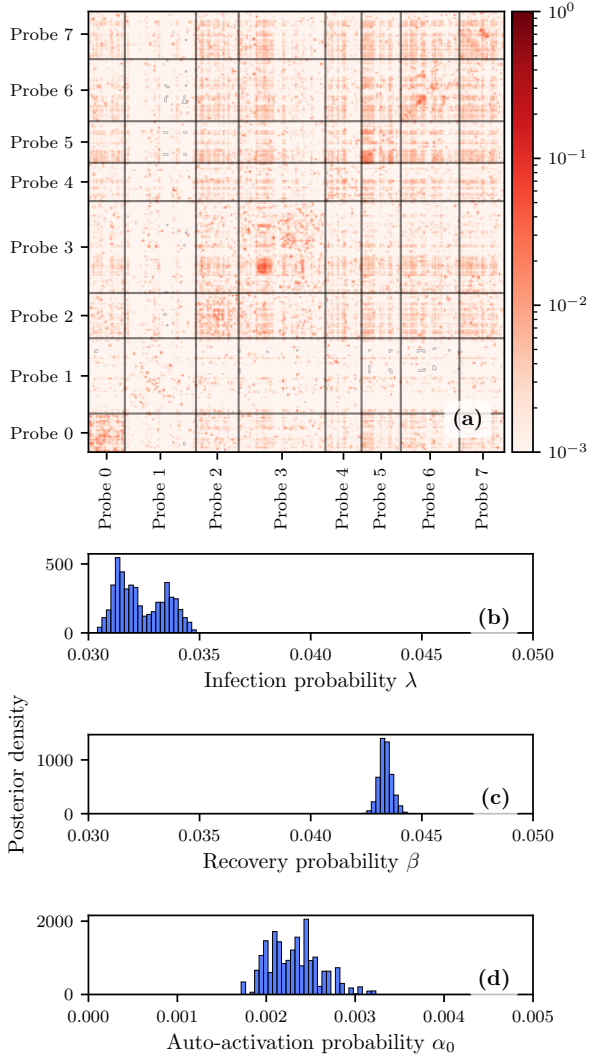 Probe 7
Probe 6
Probe 5
Probe 4
Probe 3
Probe 2
Probe 1
Probe 0
(a)
10⁰
10⁻¹
10⁻²
10⁻³
Probe 0
Probe 1
Probe 2
Probe 3
Probe 4
Probe 5
Probe 6
Probe 7
500
0
(b)
0.030 0.035 0.040 0.045 0.050
Infection probability λ
Posterior density
1000
0
(c)
0.030 0.035 0.040 0.045 0.050
Recovery probability β
2000
0
(d)
0.000 0.001 0.002 0.003 0.004 0.005
Auto-activation probability α₀